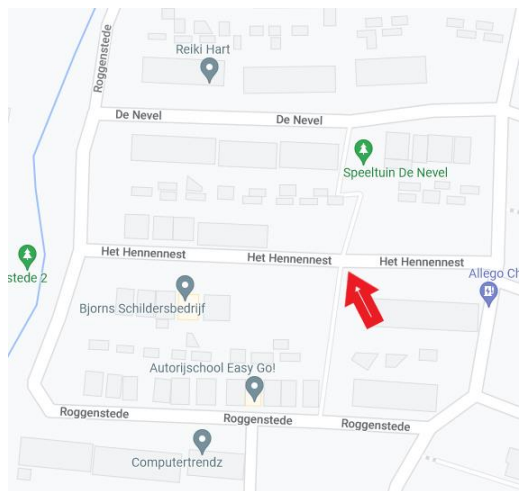 Roggenstede
Reiki Hart
De Nevel
De Nevel
Speeltuin De Nevel
Het Hennennest
Het Hennennest
Het Hennennest
stede 2
Allego Ch
Bjorns Schildersbedrijf
Autorijschool Easy Go!
Roggenstede
Roggenstede
Roggenstede
Computertrendz